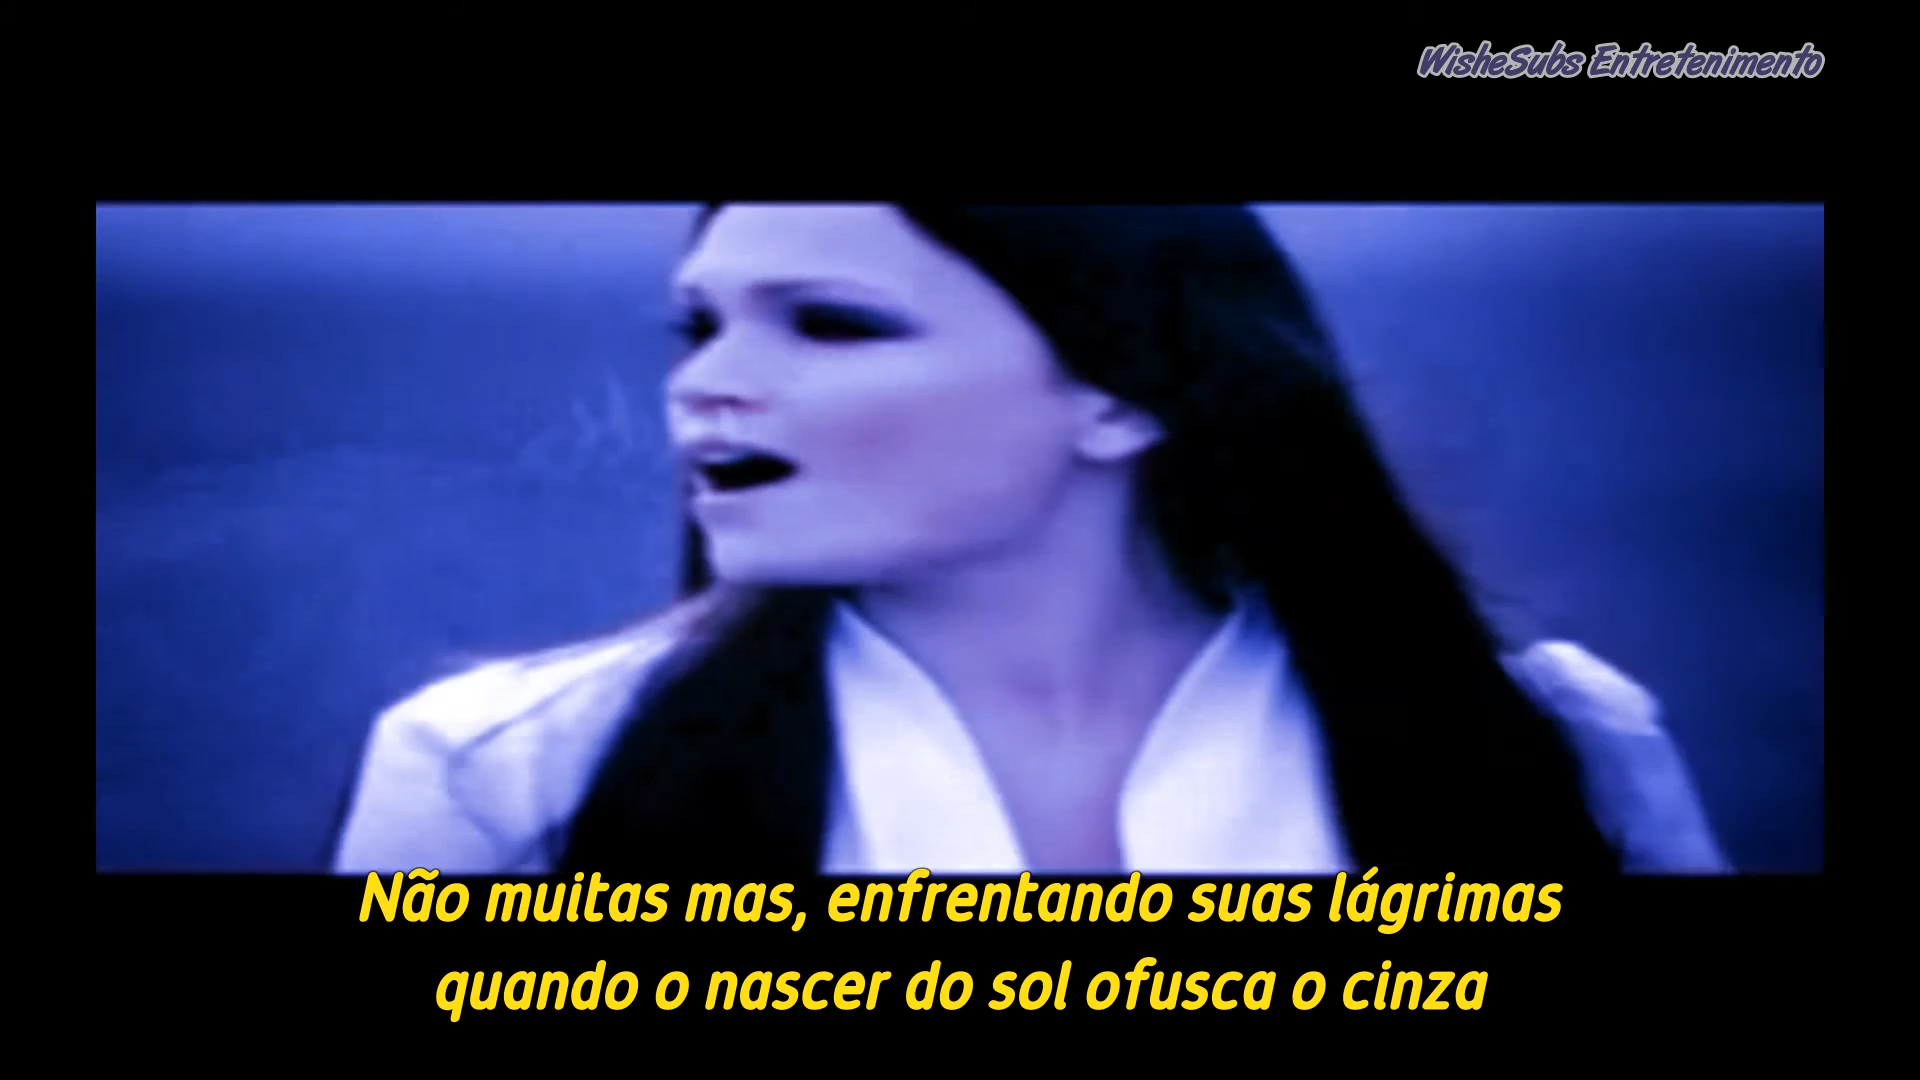 WisheSubs Entretenimento
Não muitas mas, enfrentando suas lágrimas
quando o nascer do sol ofusca o cinza